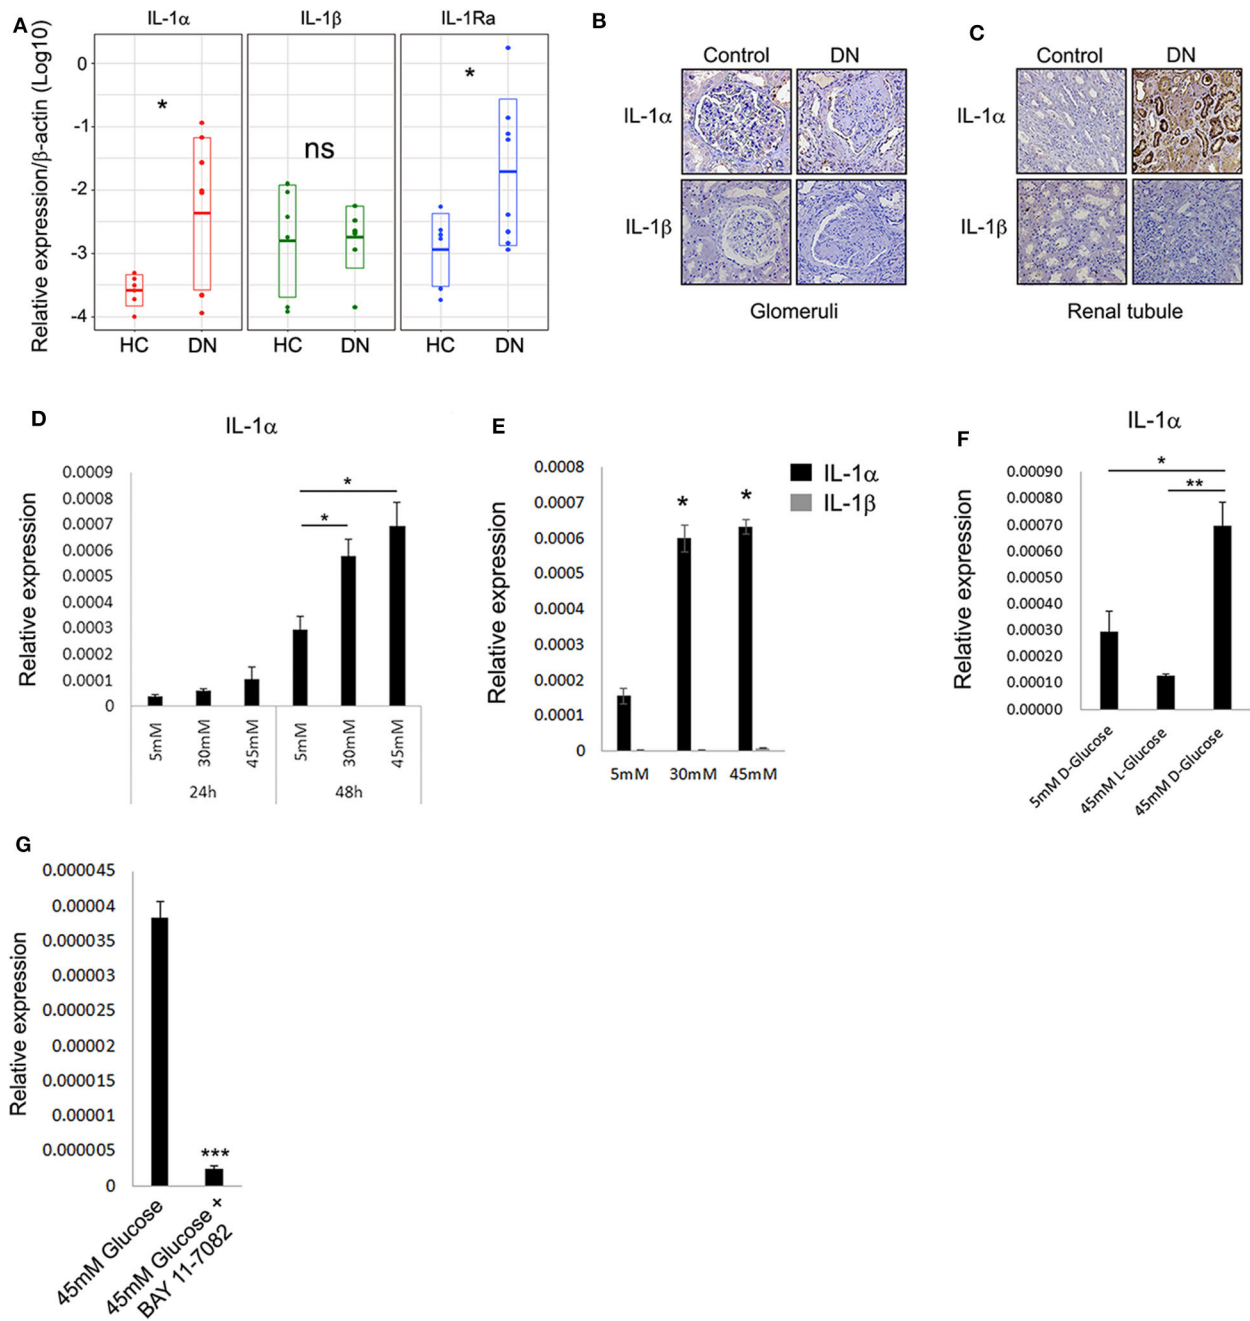 A
IL-1α
IL-1β
IL-1Ra
Relative expression/β-actin (Log10)
0
-1
-2
-3
-4
*
ns
*
HC
DN
HC
DN
HC
DN
B
Control
DN
IL-1α
IL-1β
Glomeruli
C
Control
DN
IL-1α
IL-1β
Renal tubule
D
IL-1α
Relative expression
0.0009
0.0008
0.0007
0.0006
0.0005
0.0004
0.0003
0.0002
0.0001
0
*
*
5mM
30mM
45mM
5mM
30mM
45mM
24h
48h
E
Relative expression
0.0008
0.0007
0.0006
0.0005
0.0004
0.0003
0.0002
0.0001
0
*
*
IL-1α
IL-1β
5mM
30mM
45mM
F
IL-1α
Relative expression
0.00090
0.00080
0.00070
0.00060
0.00050
0.00040
0.00030
0.00020
0.00010
0.00000
*
**
5mM D-Glucose
45mM L-Glucose
45mM D-Glucose
G
Relative expression
0.000045
0.00004
0.000035
0.00003
0.000025
0.00002
0.000015
0.00001
0.000005
0
***
45mM Glucose
45mM Glucose +
BAY 11-7082